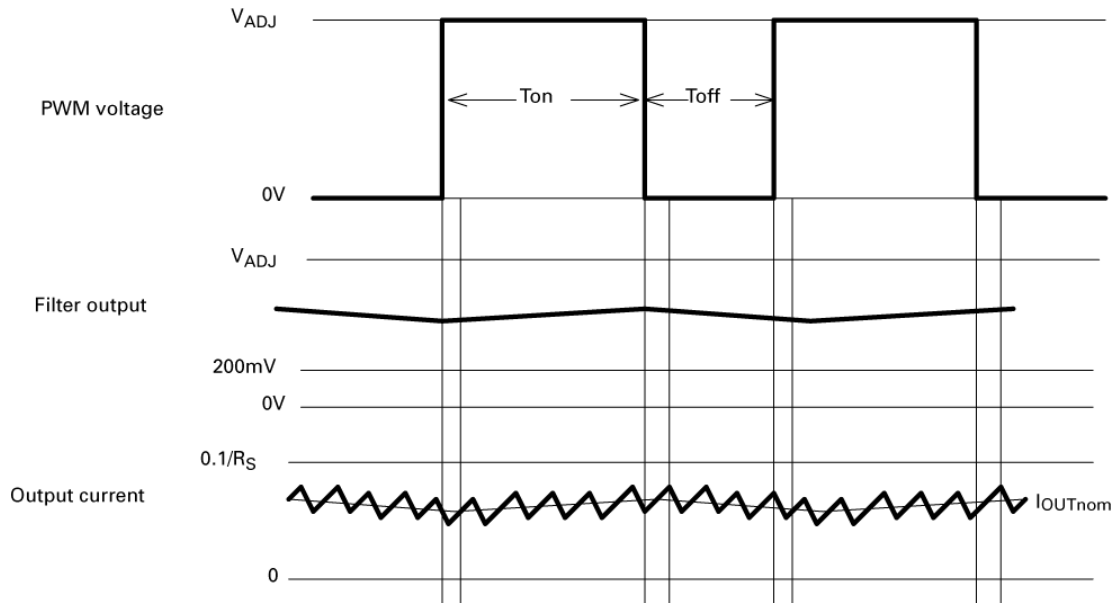 VADJ
Ton
Toff
PWM voltage
0V
VADJ
Filter output
200mV
0V
0.1/RS
Output current
IOUTnom
0